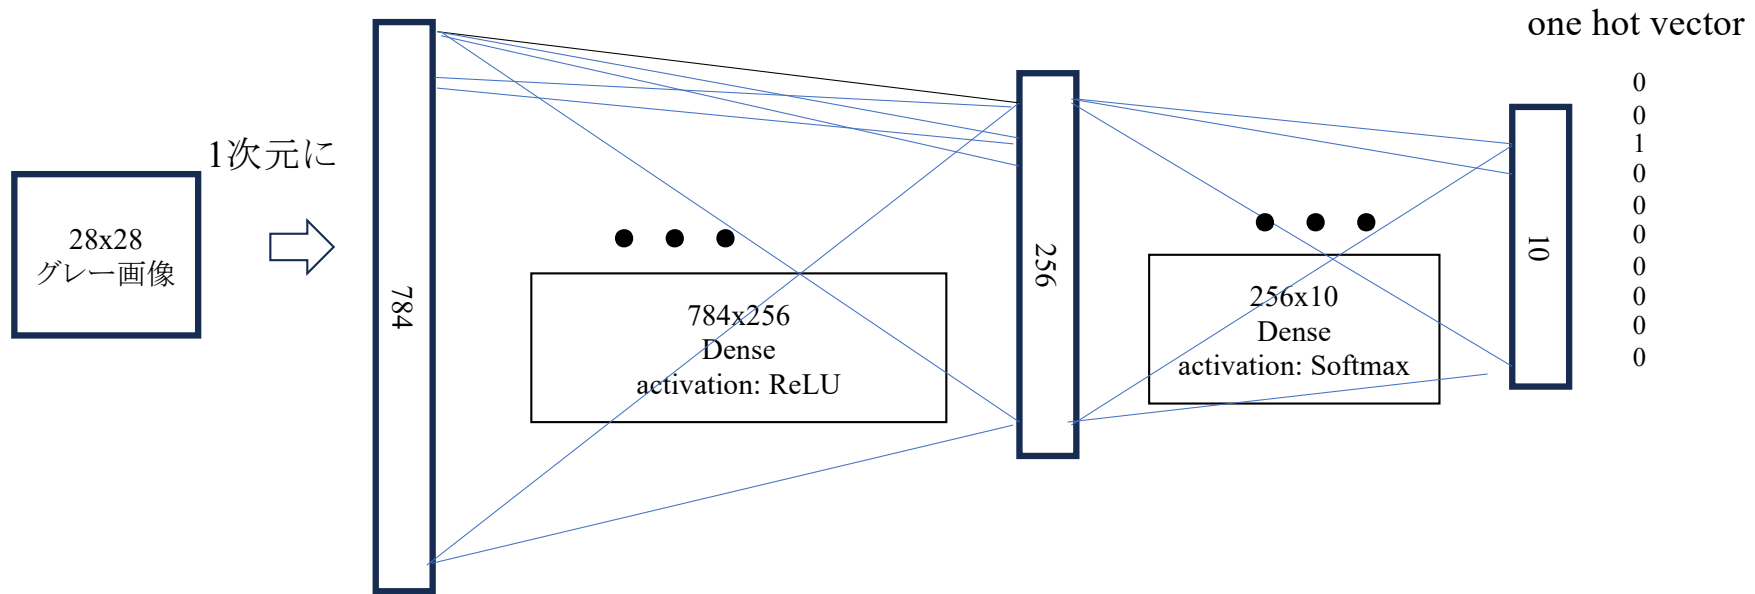 28x28
グレー画像
1次元に
784
784x256
Dense
activation: ReLU
256
256x10
Dense
activation: Softmax
10
one hot vector
0
0
1
0
0
0
0
0
0
0